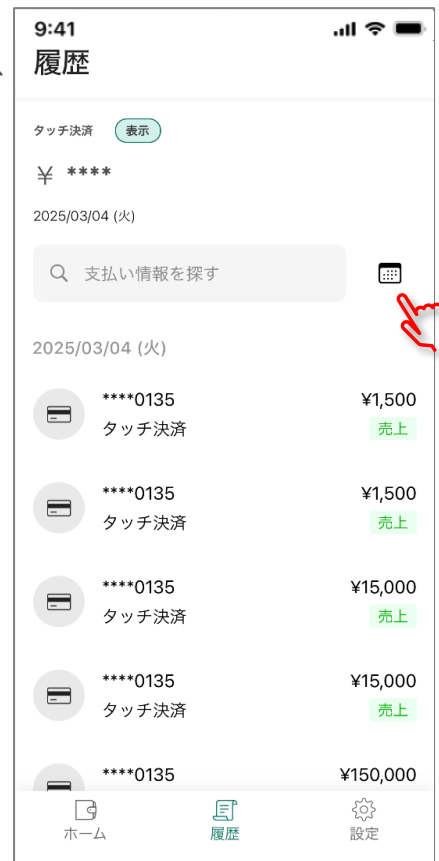 9:41
履歴
タッチ決済 表示
¥ ****
2025/03/04 (火)
支払い情報を探す
2025/03/04 (火)
****0135 ¥1,500
タッチ決済 売上
****0135 ¥1,500
タッチ決済 売上
****0135 ¥15,000
タッチ決済 売上
****0135 ¥15,000
タッチ決済 売上
****0135 ¥150,000
ホーム 履歴 設定